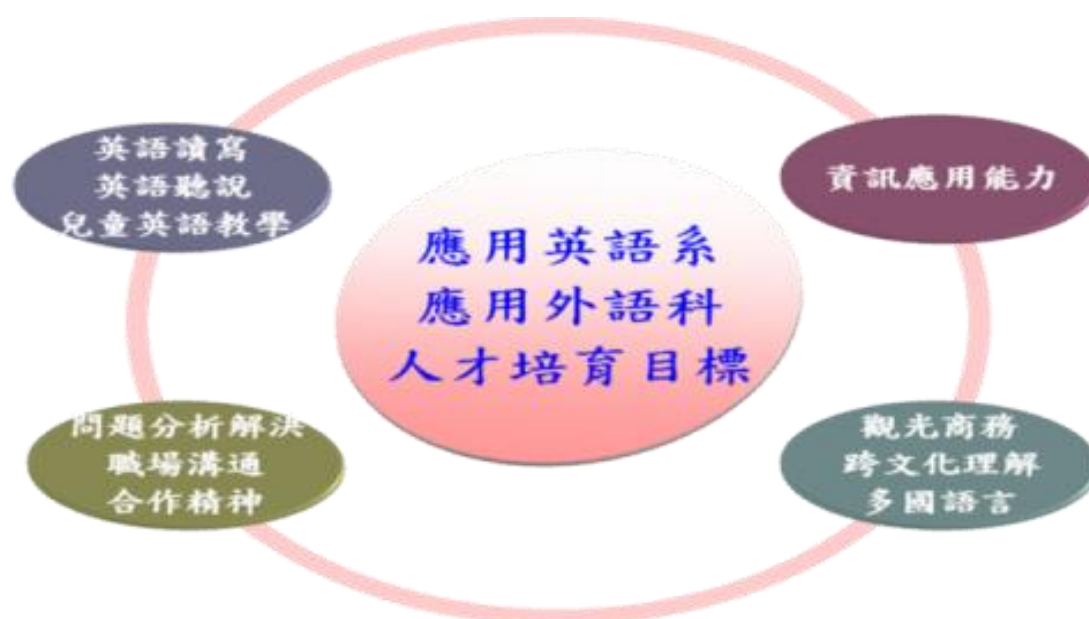 英語讀寫
英語聽說
兒童英語教學
資訊應用能力
應用英語系
應用外語科
人才培育目標
問題分析解決
職場溝通
合作精神
觀光商務
跨文化理解
多國語言